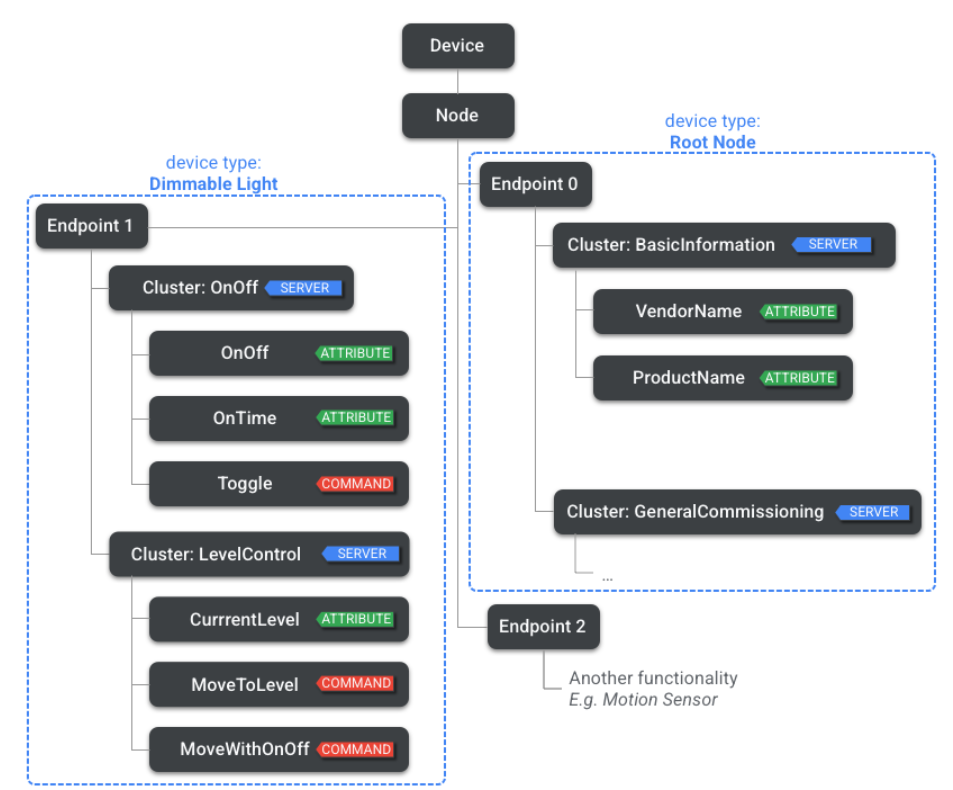 Device
Node
device type:
Root Node
device type:
Dimmable Light
Endpoint 0
Cluster: BasicInformation SERVER
VendorName ATTRIBUTE
ProductName ATTRIBUTE
Cluster: GeneralCommissioning SERVER
...
Endpoint 1
Cluster: OnOff SERVER
OnOff ATTRIBUTE
OnTime ATTRIBUTE
Toggle COMMAND
Cluster: LevelControl SERVER
CurrrentLevel ATTRIBUTE
MoveToLevel COMMAND
MoveWithOnOff COMMAND
Endpoint 2
Another functionality
E.g. Motion Sensor